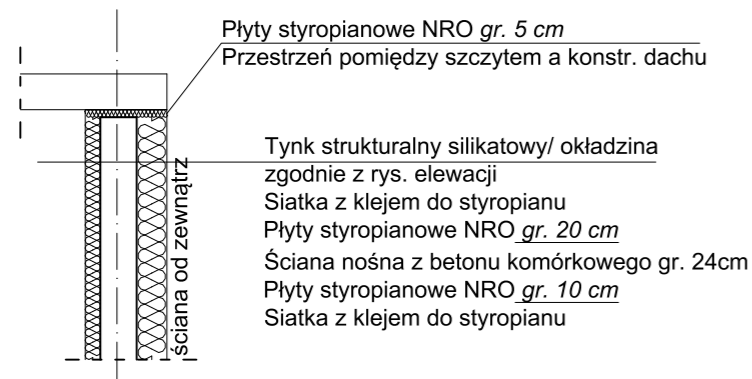 Płyty styropianowe NRO gr. 5 cm
Przestrzeń pomiędzy szczytem a konstr. dachu
Tynk strukturalny silikatowy/ okładzina
zgodnie z rys. elewacji
Siatka z klejem do styropianu
Płyty styropianowe NRO gr. 20 cm
Ściana nośna z betonu komórkowego gr. 24cm
Płyty styropianowe NRO gr. 10 cm
Siatka z klejem do styropianu
ściana od zewnątrz